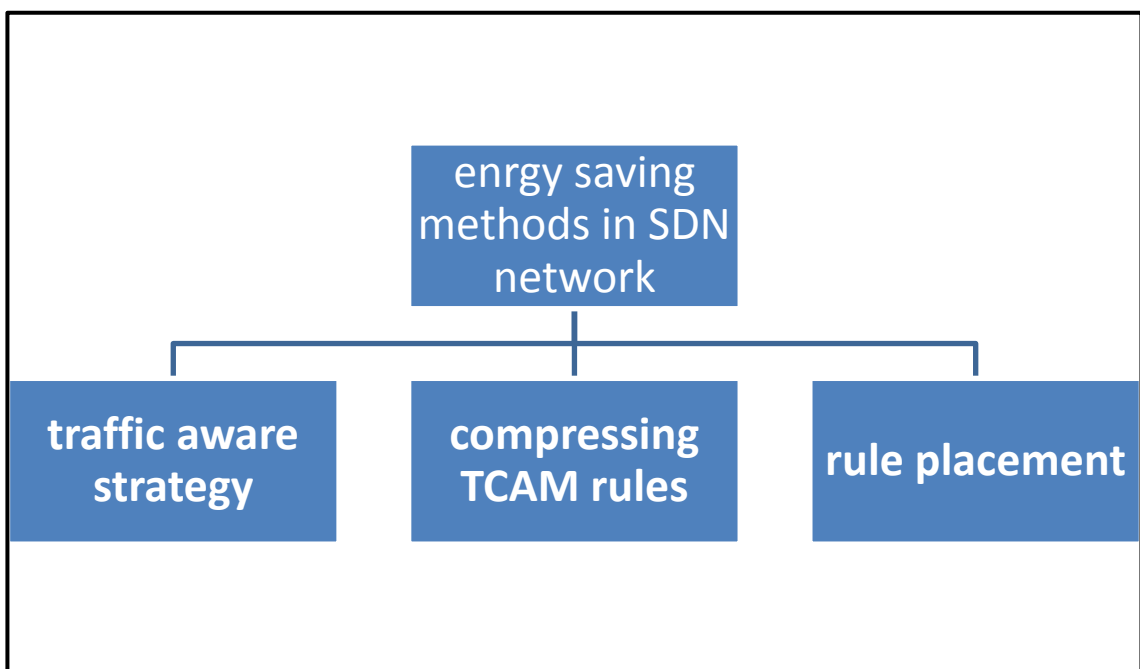 enrgy saving
methods in SDN
network
traffic aware
strategy
compressing
TCAM rules
rule placement